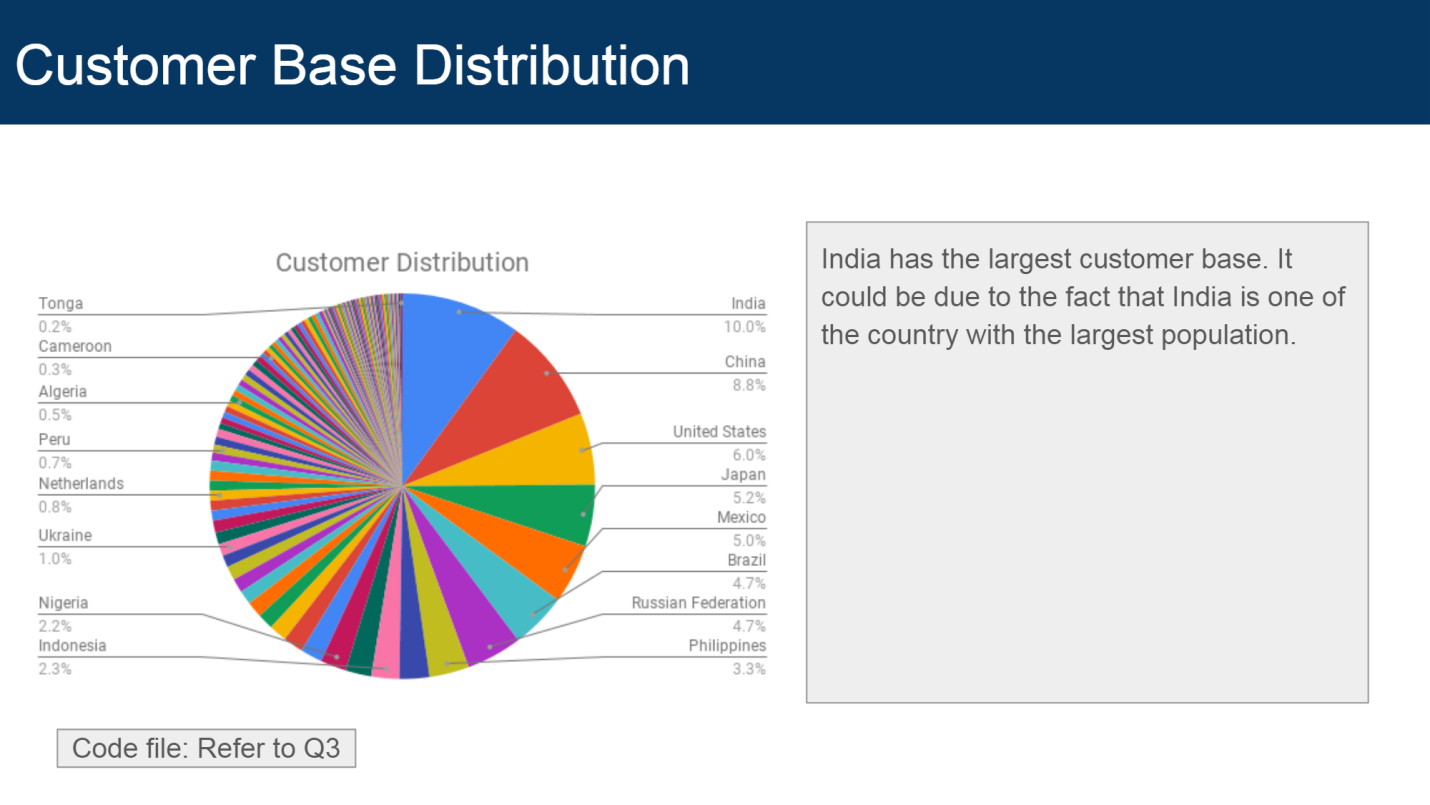 Customer Base Distribution
Customer Distribution
Tonga
0.2%
Cameroon
0.3%
Algeria
0.5%
Peru
0.7%
Netherlands
0.8%
Ukraine
1.0%
Nigeria
2.2%
Indonesia
2.3%
India
10.0%
China
8.8%
United States
6.0%
Japan
5.2%
Mexico
5.0%
Brazil
4.7%
Russian Federation
4.7%
Philippines
3.3%
India has the largest customer base. It
could be due to the fact that India is one of
the country with the largest population.
Code file: Refer to Q3